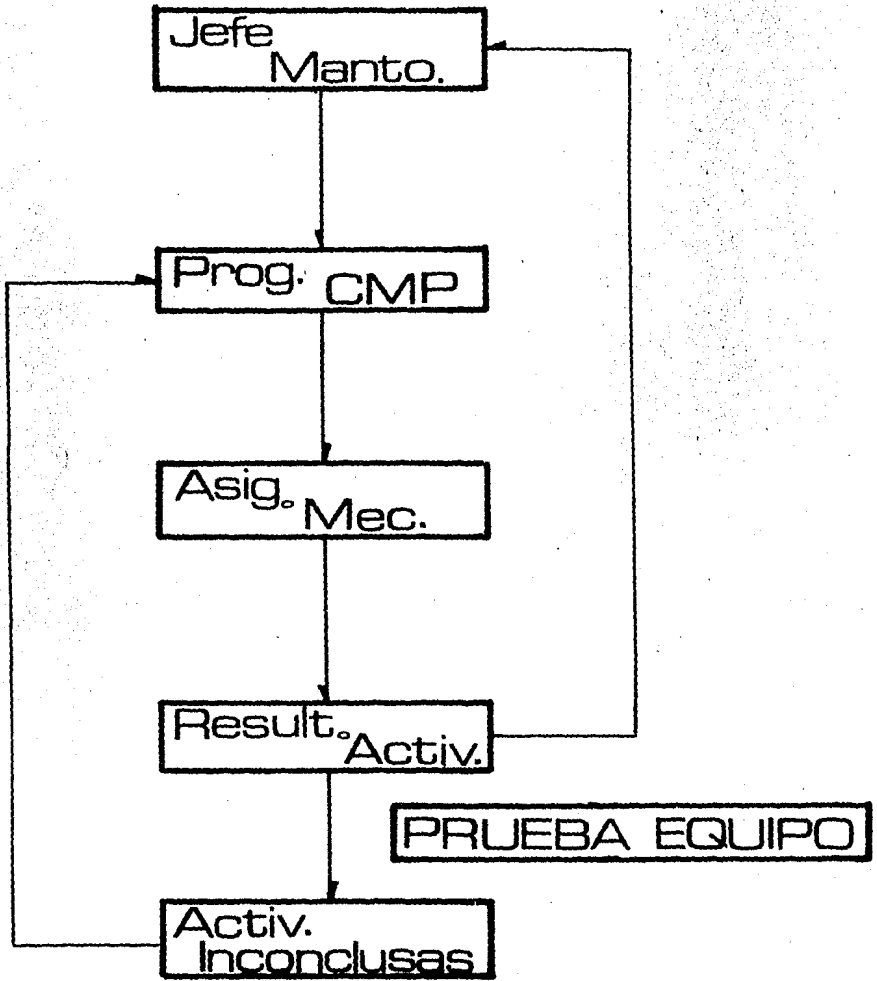 Jefe
Manto.
Prog.
CMP
Asig.
Mec.
Result.
Activ.
PRUEBA EQUIPO
Activ.
Inconclusas